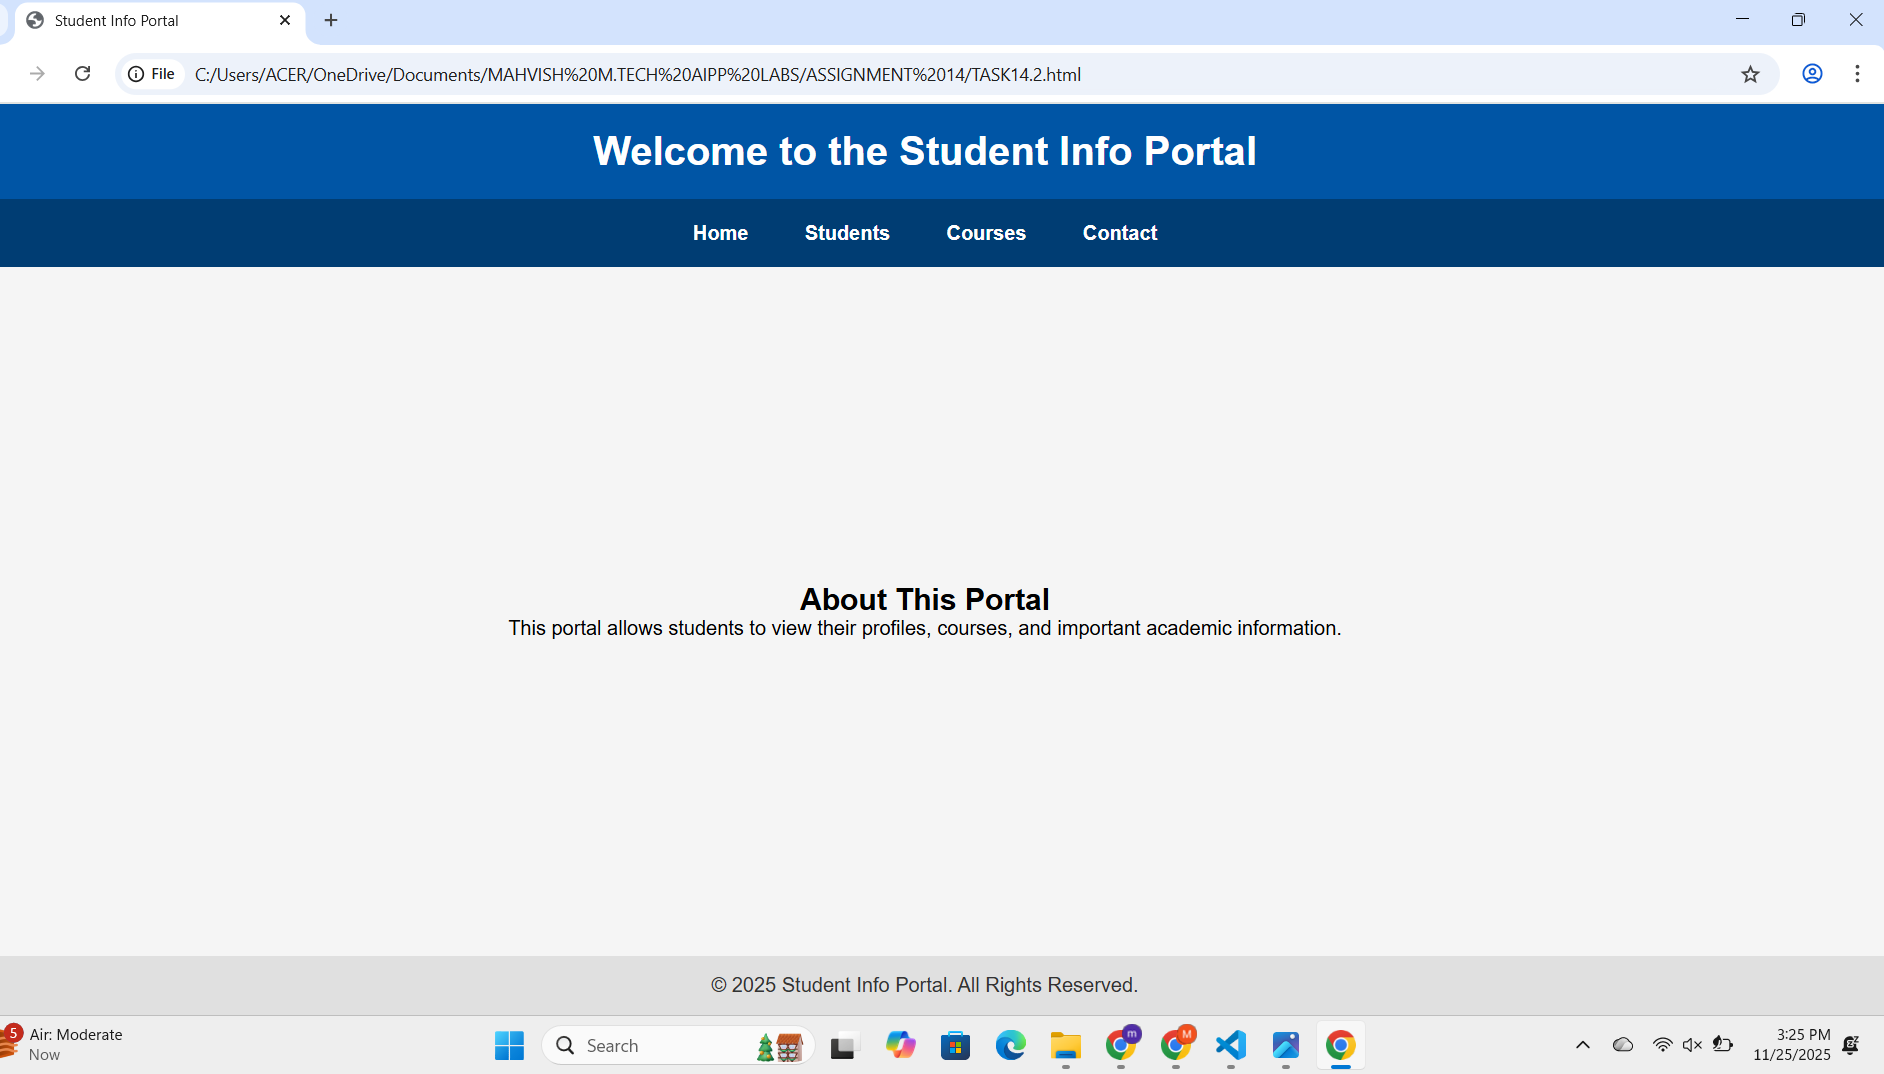 Student Info Portal
File
C:/Users/ACER/OneDrive/Documents/MAHVISH%20M.TECH%20AIPP%20LABS/ASSIGNMENT%2014/TASK14.2.html
Welcome to the Student Info Portal
Home Students Courses Contact
About This Portal
This portal allows students to view their profiles, courses, and important academic information.
© 2025 Student Info Portal. All Rights Reserved.
5
Air: Moderate
Now
Search
m
M
3:25 PM
11/25/2025